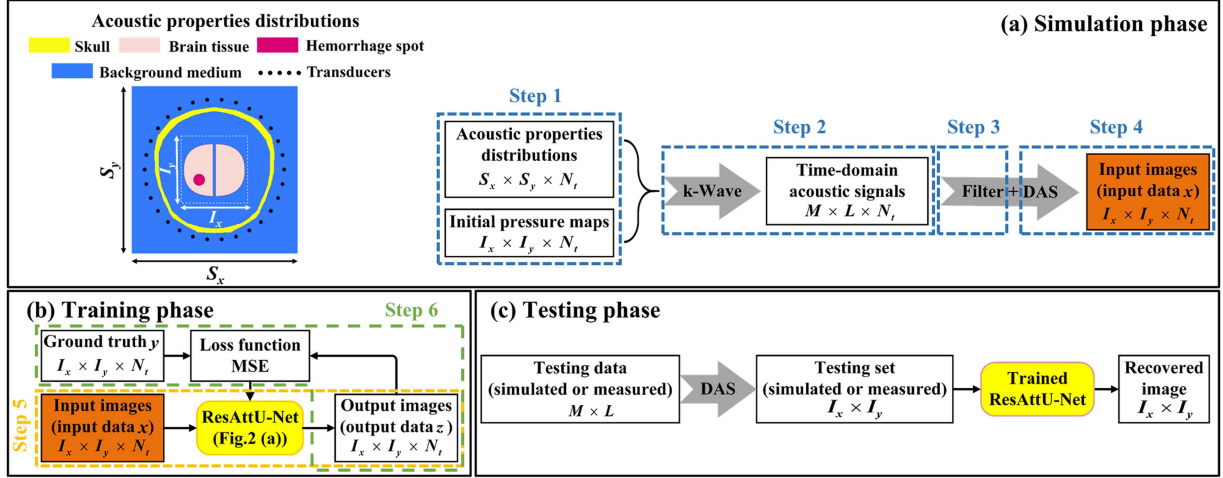 Acoustic properties distributions
Skull Brain tissue Hemorrhage spot
Background medium Transducers
S_y
I_y
I_x
S_x
(a) Simulation phase
Step 1
Acoustic properties
distributions
S_x × S_y × N_t
Initial pressure maps
I_x × I_y × N_t
Step 2
k-Wave
Time-domain
acoustic signals
M × L × N_t
Step 3
Filter + DAS
Step 4
Input images
(input data x)
I_x × I_y × N_t
(b) Training phase
Step 6
Ground truth y
I_x × I_y × N_t
Loss function
MSE
Step 5
Input images
(input data x)
I_x × I_y × N_t
ResAttU-Net
(Fig.2 (a))
Output images
(output data z)
I_x × I_y × N_t
(c) Testing phase
Testing data
(simulated or measured)
M × L
DAS
Testing set
(simulated or measured)
I_x × I_y
Trained
ResAttU-Net
Recovered
image
I_x × I_y